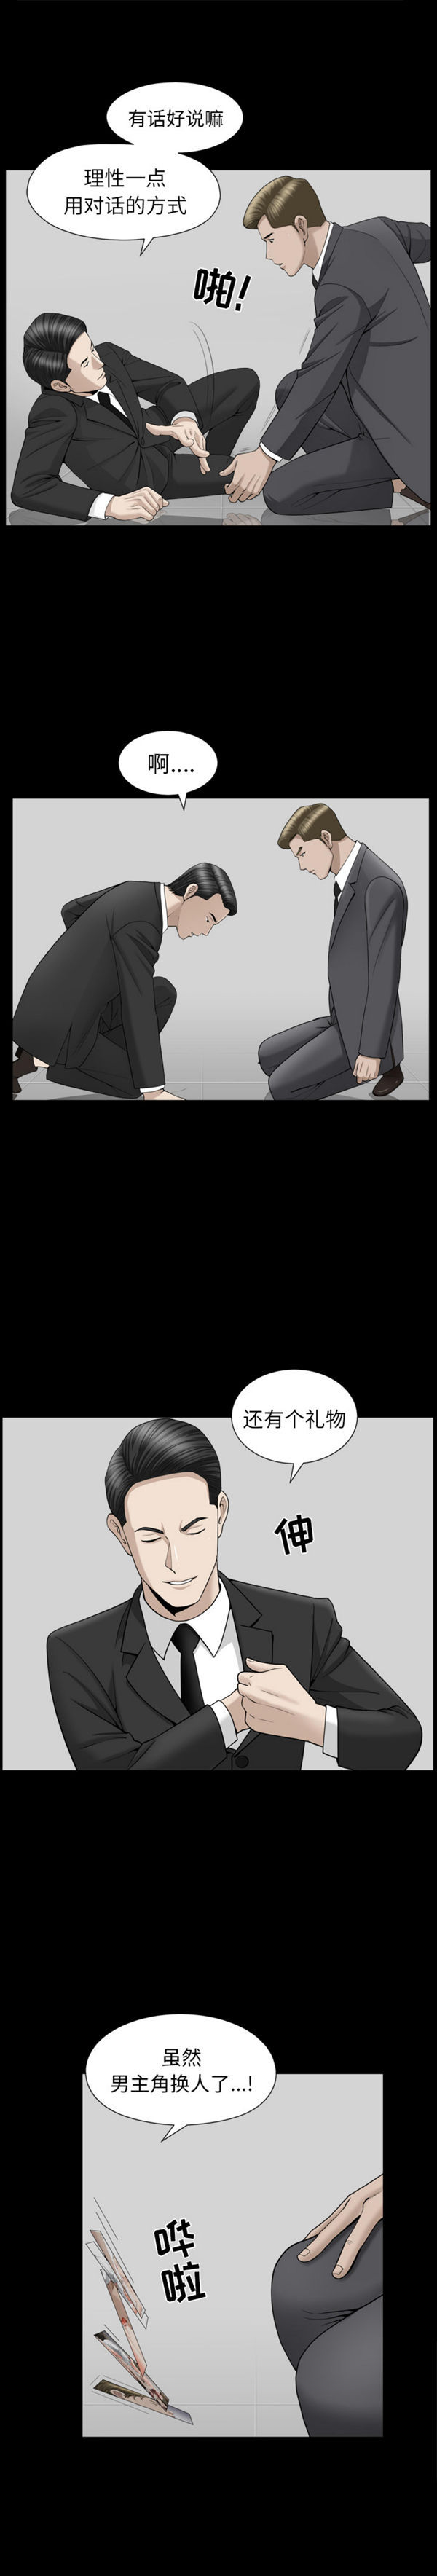 有话好说嘛
理性一点
用对话的方式
啪!
啊....
还有个礼物
伸
虽然
男主角换人了...!
哗
啦